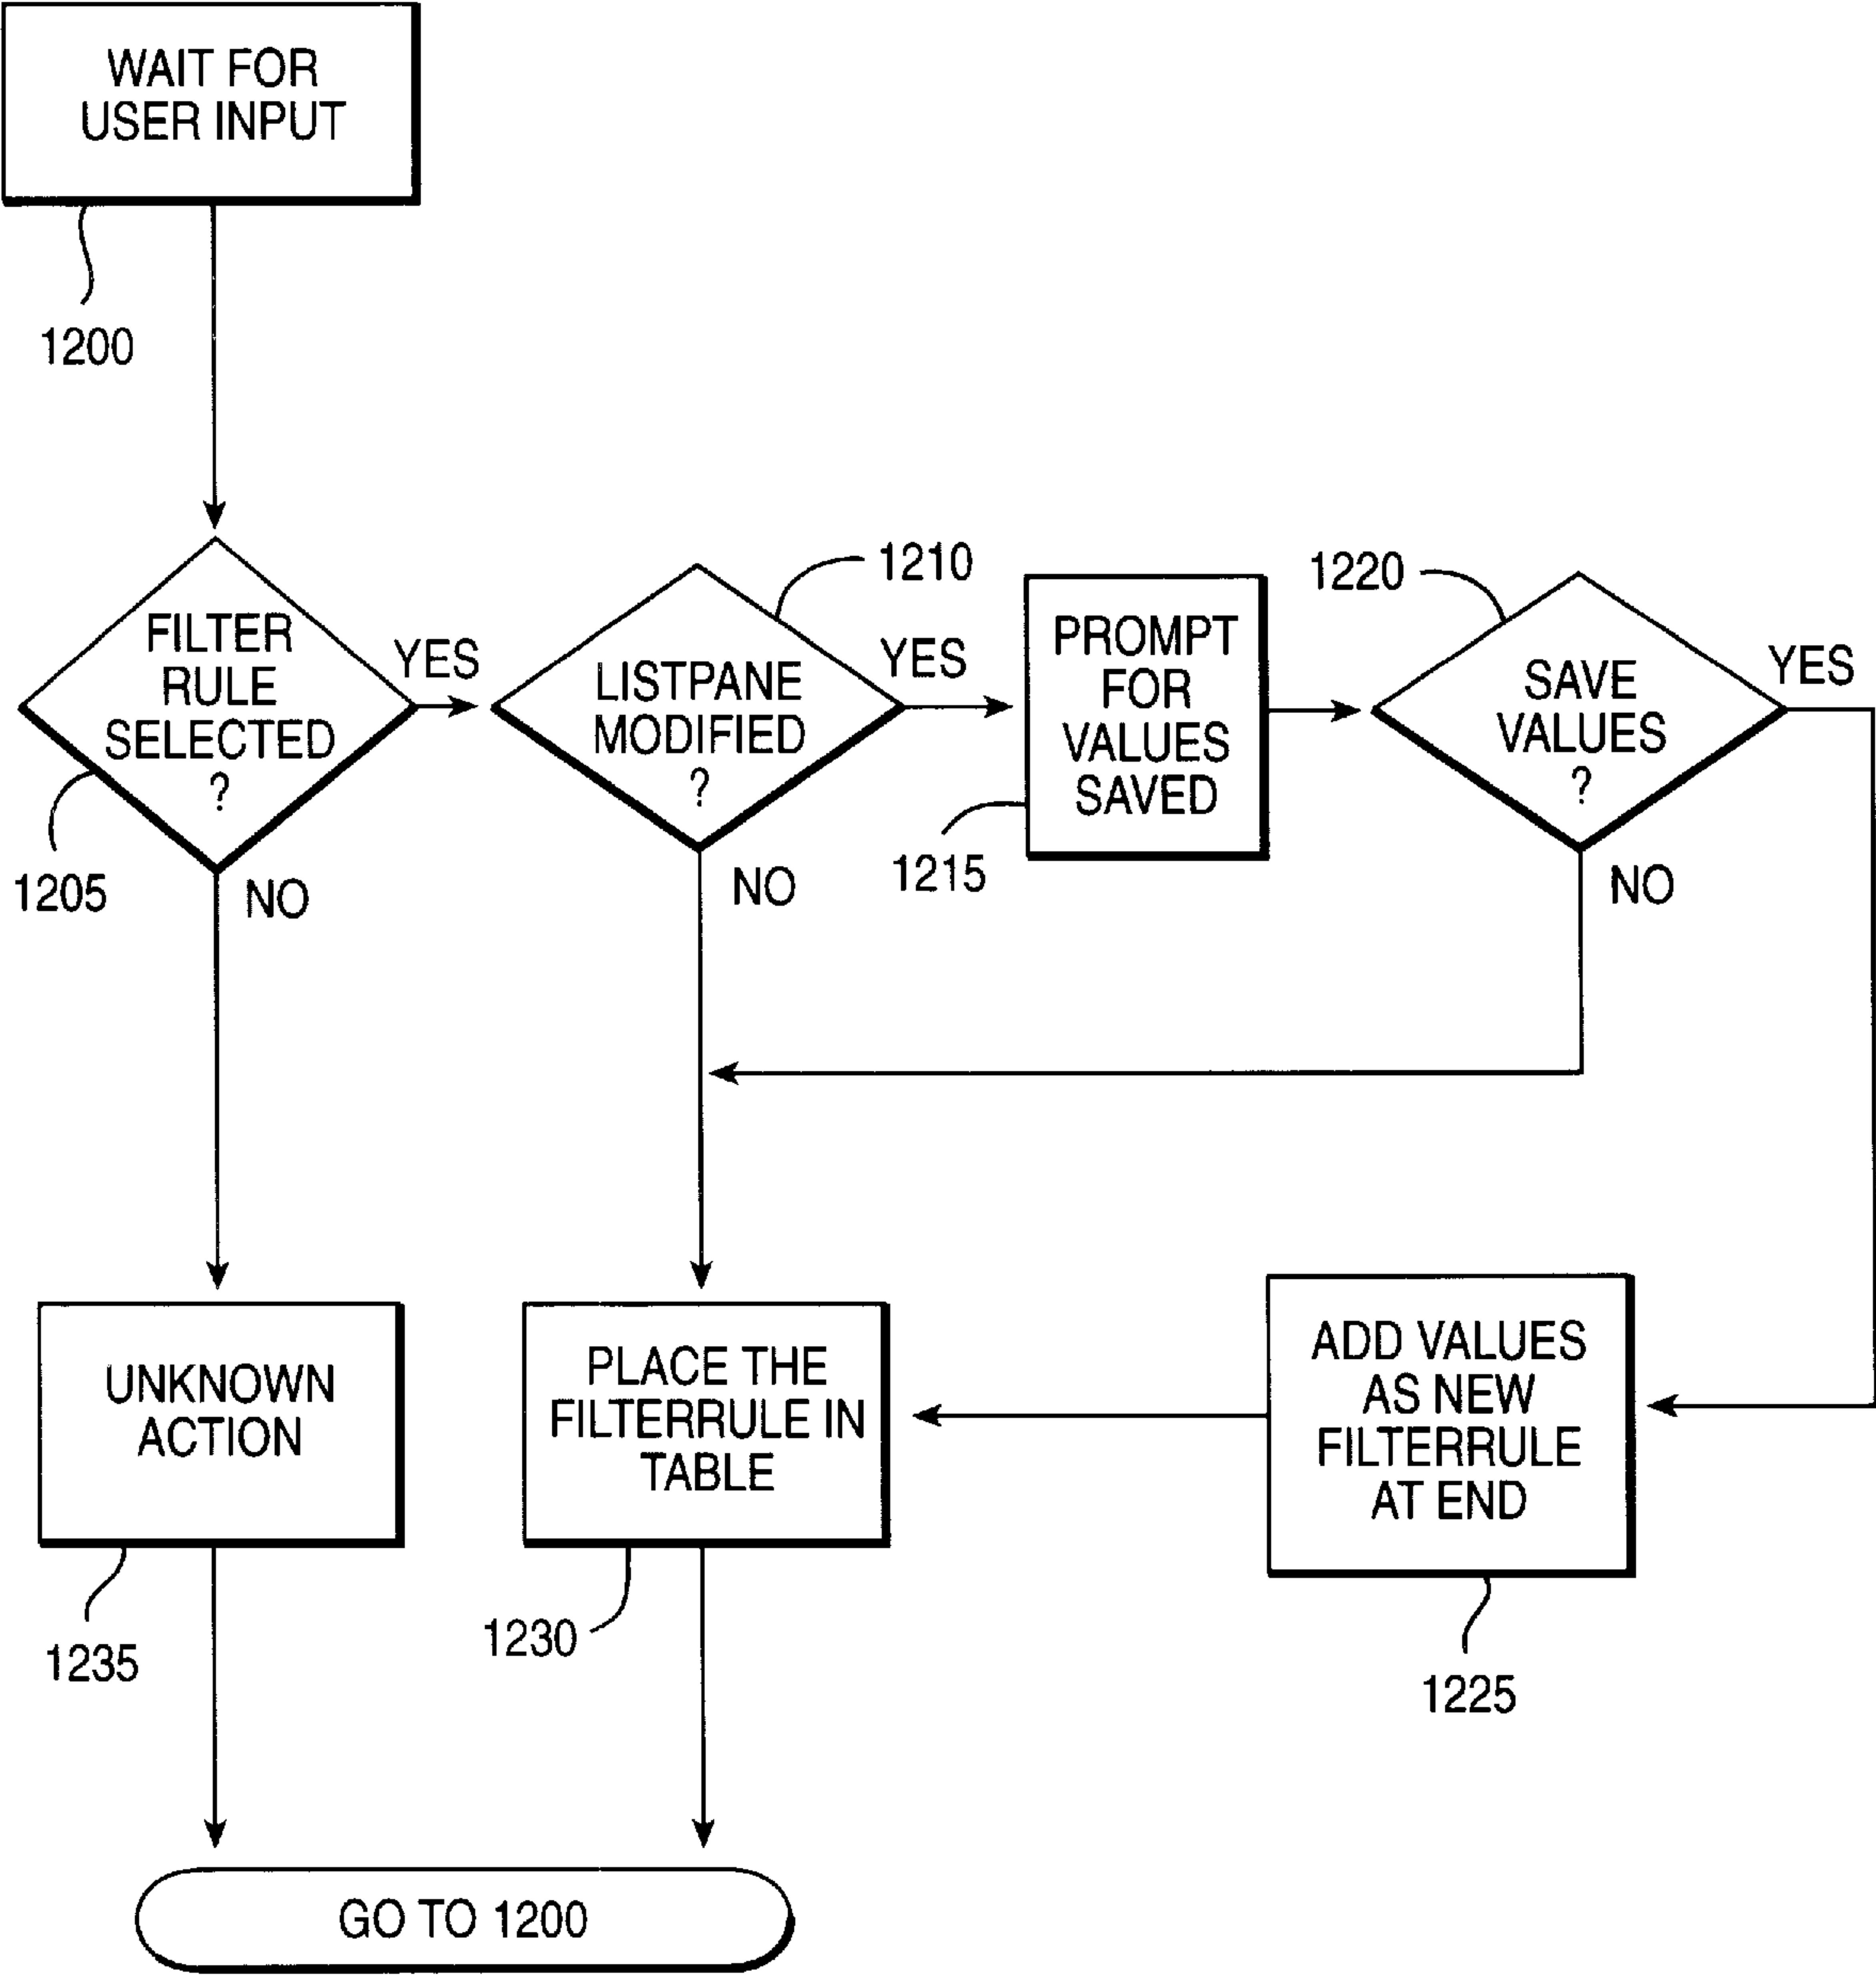 WAIT FOR
USER INPUT
1200
FILTER
RULE
SELECTED
?
1205
YES
NO
LISTPANE
MODIFIED
?
1210
YES
NO
PROMPT
FOR
VALUES
SAVED
1215
SAVE
VALUES
?
1220
YES
NO
UNKNOWN
ACTION
1235
PLACE THE
FILTERRULE IN
TABLE
1230
ADD VALUES
AS NEW
FILTERRULE
AT END
1225
GO TO 1200